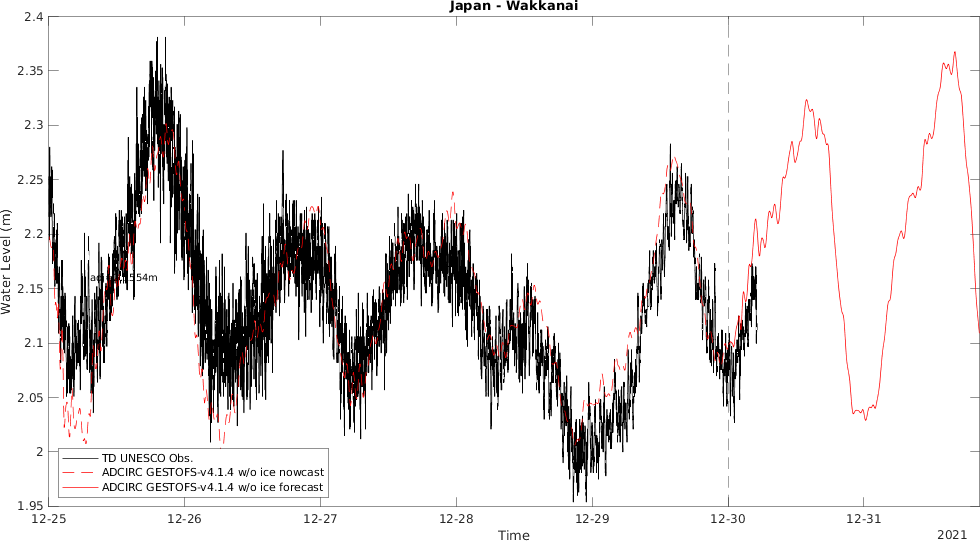 Japan - Wakkanai
2.4
2.35
2.3
2.25
2.2
2.15
2.1
2.05
2
1.95
Water Level (m)
TD UNESCO Obs.
ADCIRC GESTOFS-v4.1.4 w/o ice nowcast
ADCIRC GESTOFS-v4.1.4 w/o ice forecast
12-25 12-26 12-27 12-28 12-29 12-30 12-31
Time
2021